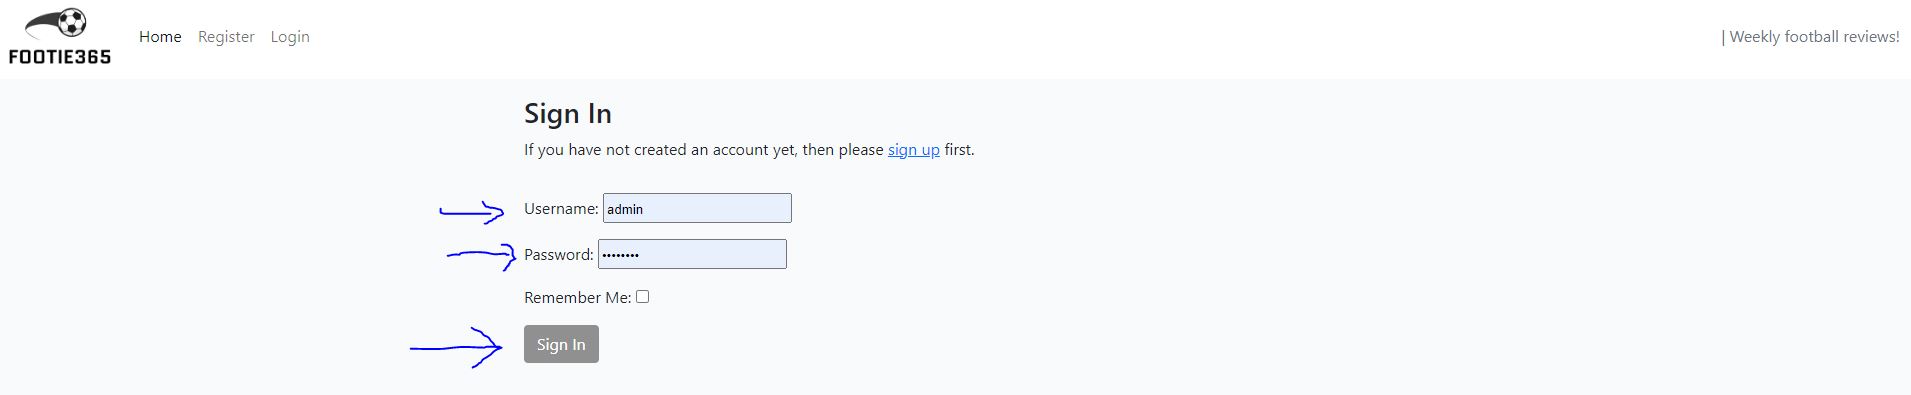 FOOTIE365
Home Register Login
| Weekly football reviews!
Sign In
If you have not created an account yet, then please sign up first.
Username: admin
Password: ••••••••
Remember Me:
Sign In